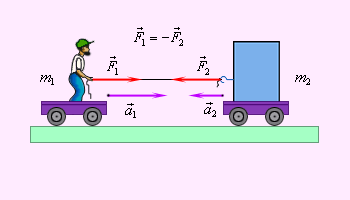 F⃗₁ = −F⃗₂
F⃗₁ F⃗₂
m₁ m₂
a⃗₁ a⃗₂